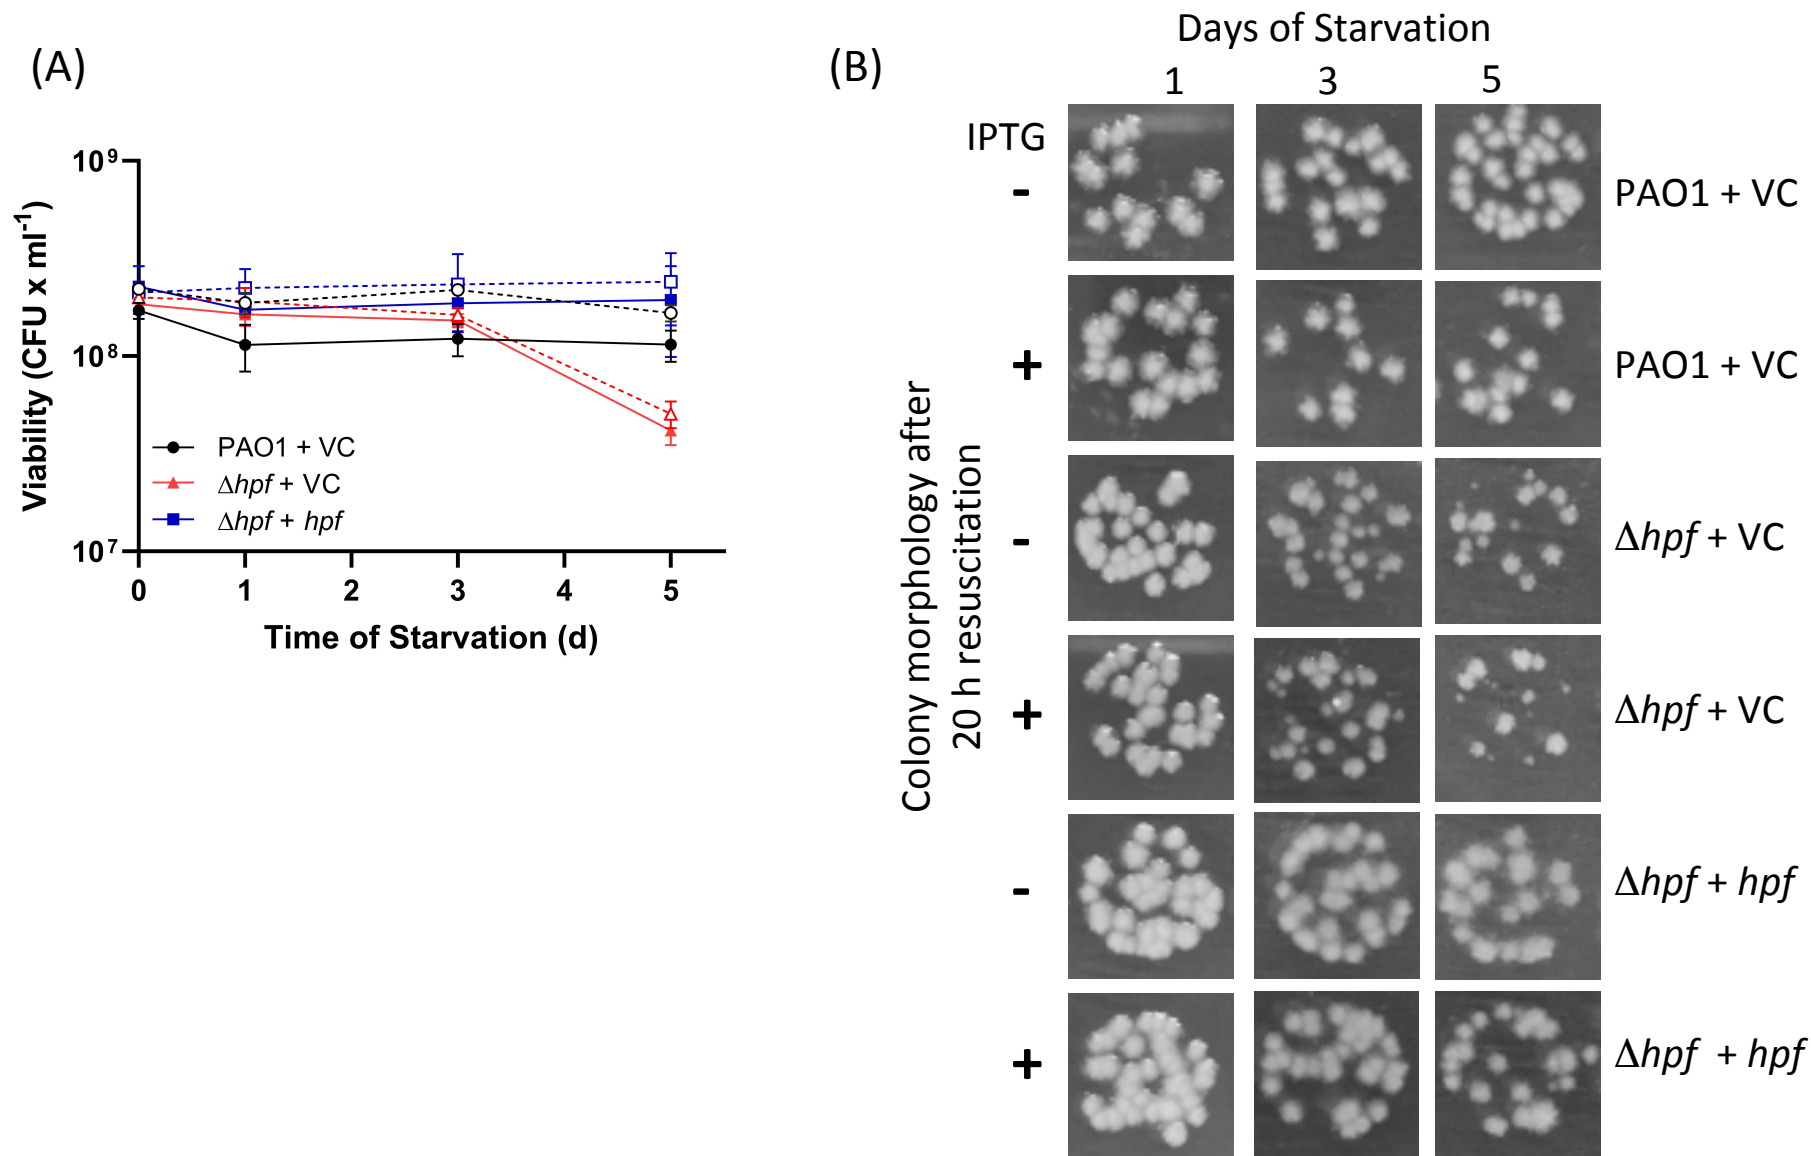 (A)
10⁹
10⁸
10⁷
Viability (CFU x ml⁻¹)
PAO1 + VC
Δhpf + VC
Δhpf + hpf
0 1 2 3 4 5
Time of Starvation (d)
(B)
Days of Starvation
1 3 5
IPTG
Colony morphology after
20 h resuscitation
- PAO1 + VC
+ PAO1 + VC
- Δhpf + VC
+ Δhpf + VC
- Δhpf + hpf
+ Δhpf + hpf